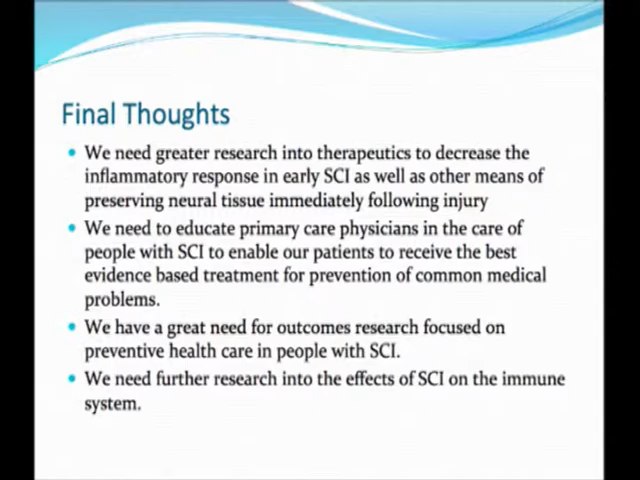 Final Thoughts
• We need greater research into therapeutics to decrease the
inflammatory response in early SCI as well as other means of
preserving neural tissue immediately following injury
• We need to educate primary care physicians in the care of
people with SCI to enable our patients to receive the best
evidence based treatment for prevention of common medical
problems.
• We have a great need for outcomes research focused on
preventive health care in people with SCI.
• We need further research into the effects of SCI on the immune
system.